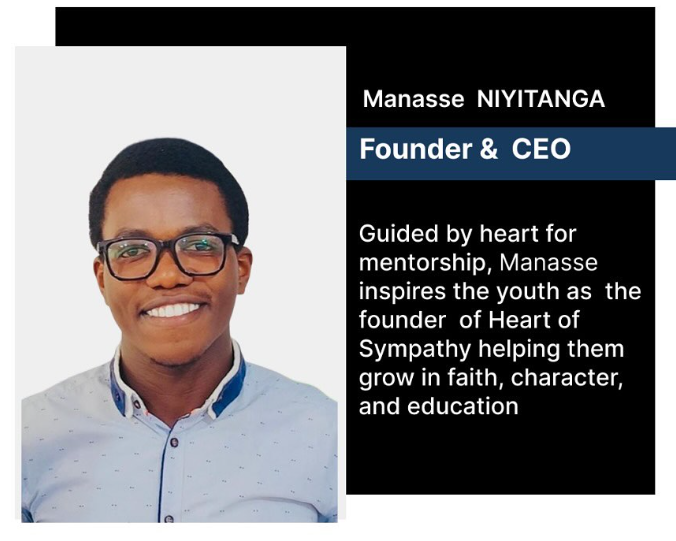 Manasse NIYITANGA
Founder & CEO
Guided by heart for
mentorship, Manasse
inspires the youth as the
founder of Heart of
Sympathy helping them
grow in faith, character,
and education